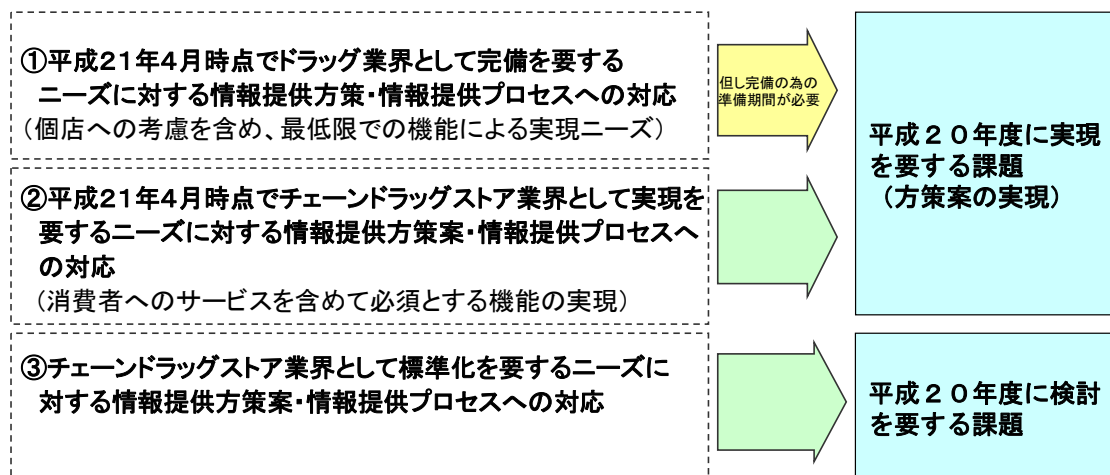 ①平成21年4月時点でドラッグ業界として完備を要する
ニーズに対する情報提供方策・情報提供プロセスへの対応
（個店への考慮を含め、最低限での機能による実現ニーズ）
但し完備の為の
準備期間が必要
②平成21年4月時点でチェーンドラッグストア業界として実現を
要するニーズに対する情報提供方策案・情報提供プロセスへ
の対応
（消費者へのサービスを含めて必須とする機能の実現）
平成２０年度に実現
を要する課題
（方策案の実現）
③チェーンドラッグストア業界として標準化を要するニーズに
対する情報提供方策案・情報提供プロセスへの対応
平成２０年度に検討
を要する課題